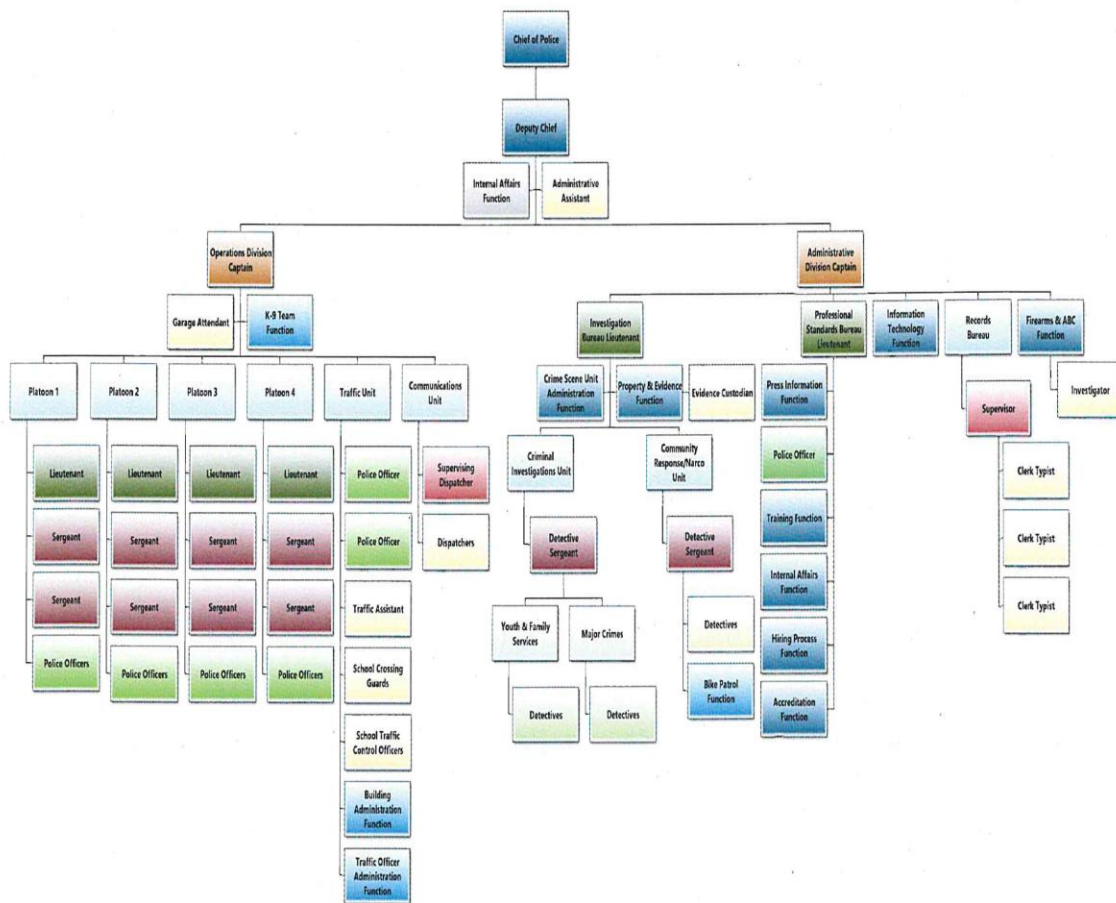 Chief of Police
Deputy Chief
Internal Affairs
Function
Administrative
Assistant
Operations Division
Captain
Administrative
Division Captain
Garage Attendant
K-9 Team
Function
Investigation
Bureau Lieutenant
Professional
Standards Bureau
Lieutenant
Information
Technology
Function
Records
Bureau
Firearms & ABC
Function
Platoon 1
Platoon 2
Platoon 3
Platoon 4
Traffic Unit
Communications
Unit
Crime Scene Unit
Administration
Function
Property & Evidence
Function
Evidence Custodian
Press Information
Function
Supervisor
Investigator
Lieutenant
Lieutenant
Lieutenant
Lieutenant
Police Officer
Supervising
Dispatcher
Criminal
Investigations Unit
Community
Response/Narco
Unit
Police Officer
Clerk Typist
Sergeant
Sergeant
Sergeant
Sergeant
Police Officer
Dispatchers
Detective
Sergeant
Detective
Sergeant
Training Function
Clerk Typist
Sergeant
Sergeant
Sergeant
Sergeant
Traffic Assistant
Youth & Family
Services
Major Crimes
Detectives
Internal Affairs
Function
Clerk Typist
Police Officers
Police Officers
Police Officers
Police Officers
School Crossing
Guards
Detectives
Detectives
Bike Patrol
Function
Hiring Process
Function
Accreditation
Function
School Traffic
Control Officers
Building
Administration
Function
Traffic Officer
Administration
Function